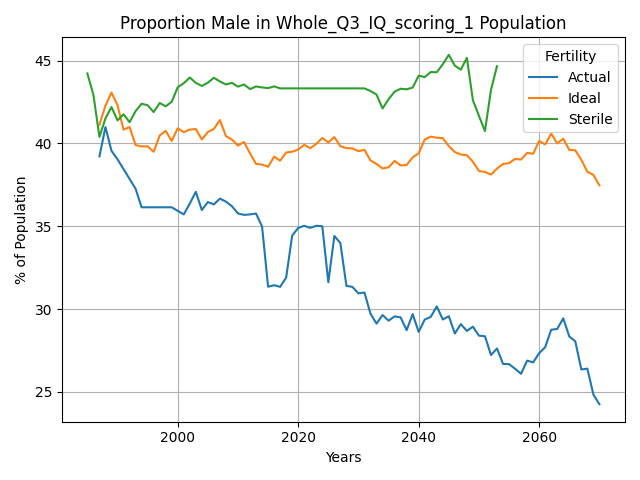 Proportion Male in Whole_Q3_IQ_scoring_1 Population
% of Population
45
40
35
30
25
Fertility
Actual
Ideal
Sterile
2000
2020
2040
2060
Years